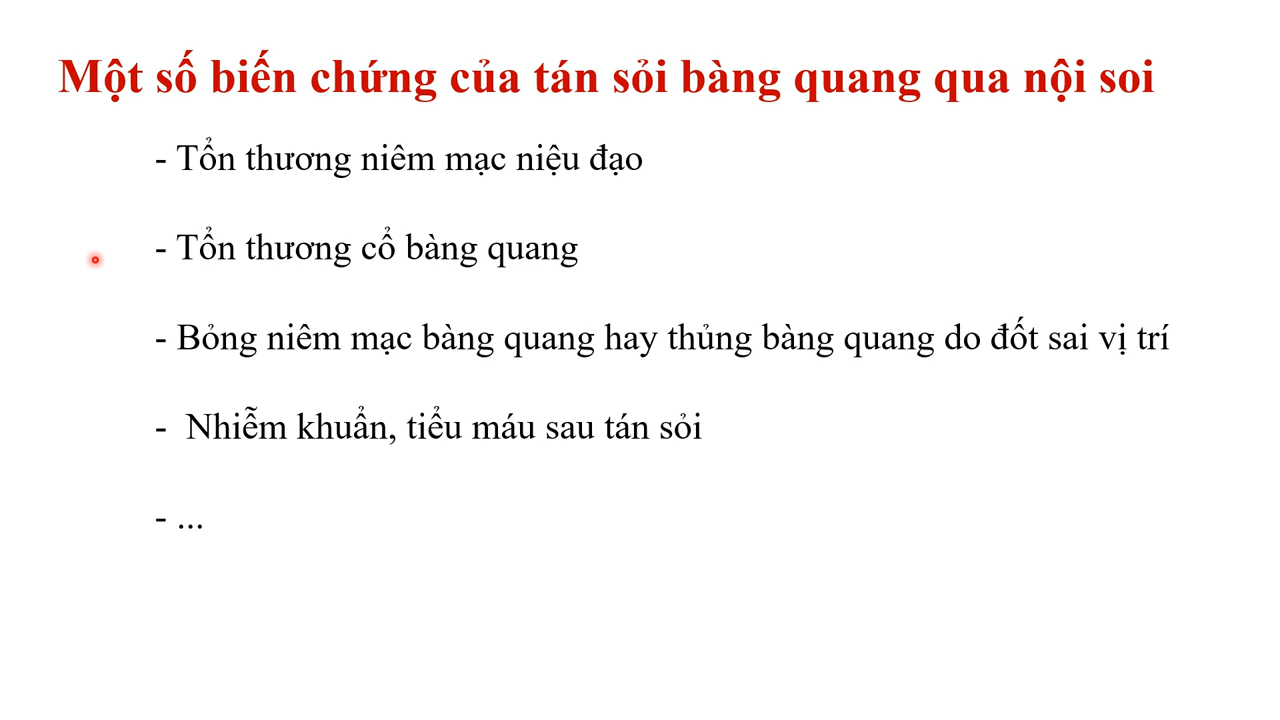 Một số biến chứng của tán sỏi bàng quang qua nội soi
- Tổn thương niêm mạc niệu đạo
- Tổn thương cổ bàng quang
- Bỏng niêm mạc bàng quang hay thủng bàng quang do đốt sai vị trí
- Nhiễm khuẩn, tiểu máu sau tán sỏi
- ...